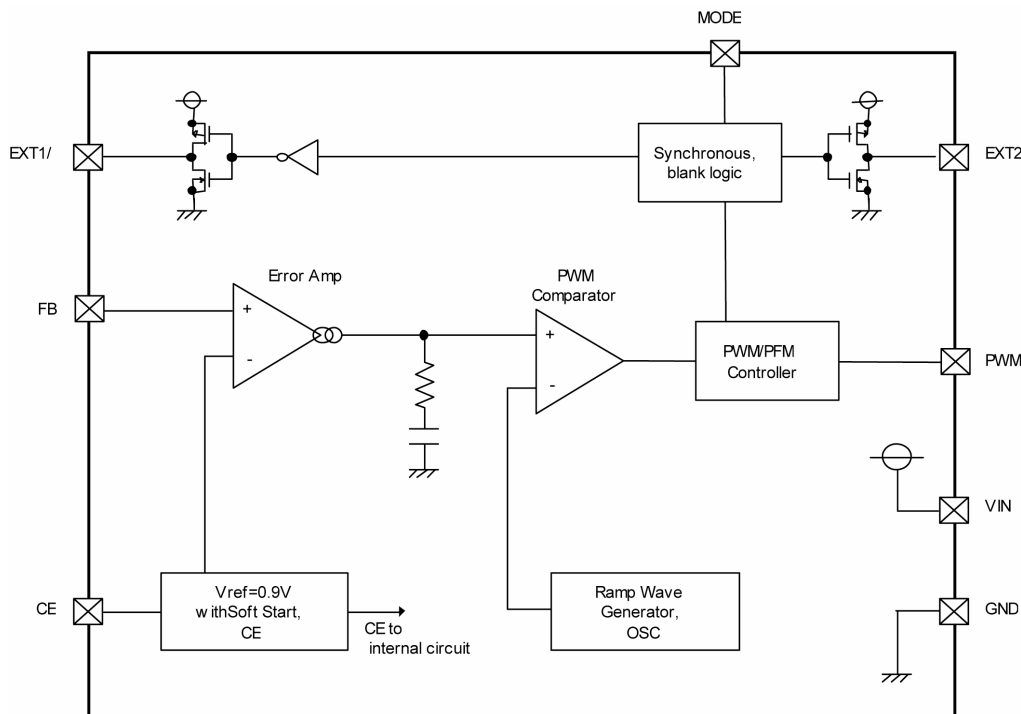 MODE
EXT1/
Synchronous,
blank logic
EXT2
Error Amp
PWM
Comparator
FB
+
-
+
-
PWM/PFM
Controller
PWM
VIN
CE
Vref=0.9V
withSoft Start,
CE
CE to
internal circuit
Ramp Wave
Generator,
OSC
GND